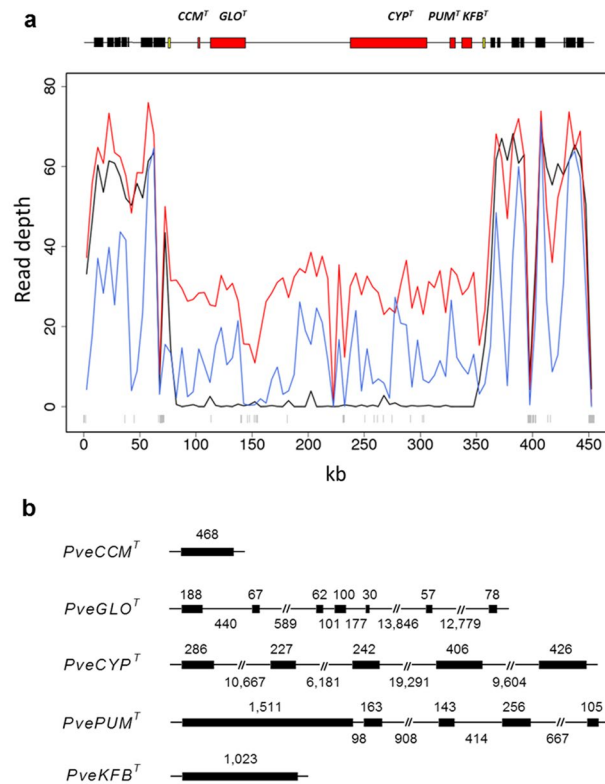 a
CCM^T GLO^T CYP^T PUM^T KFB^T
80
60
40
20
0
Read depth
0 50 100 150 200 250 300 350 400 450
kb
b
PveCCM^T
468
PveGLO^T
188 67 62 100 30 57 78
440 589 101 177 13,846 12,779
PveCYP^T
286 227 242 406 426
10,667 6,181 19,291 9,604
PvePUM^T
1,511 163 143 256 105
98 908 414 667
PveKFB^T
1,023